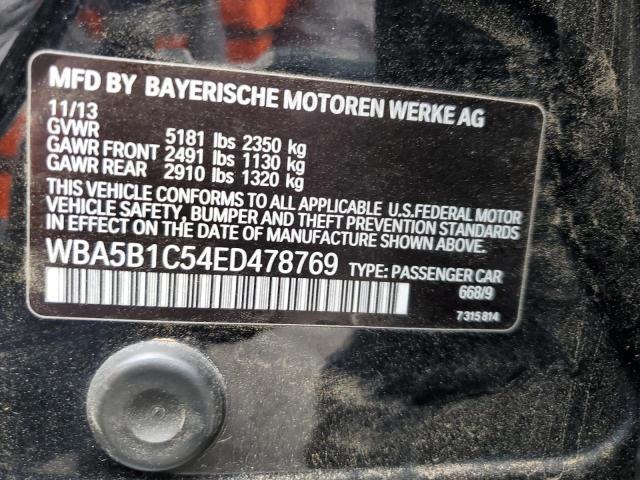 MFD BY BAYERISCHE MOTOREN WERKE AG
11/13
GVWR 5181 lbs 2350 kg
GAWR FRONT 2491 lbs 1130 kg
GAWR REAR 2910 lbs 1320 kg
THIS VEHICLE CONFORMS TO ALL APPLICABLE U.S.FEDERAL MOTOR
VEHICLE SAFETY, BUMPER AND THEFT PREVENTION STANDARDS
IN EFFECT ON THE DATE OF MANUFACTURE SHOWN ABOVE.
WBA5B1C54ED478769 TYPE: PASSENGER CAR
668/9
7315814